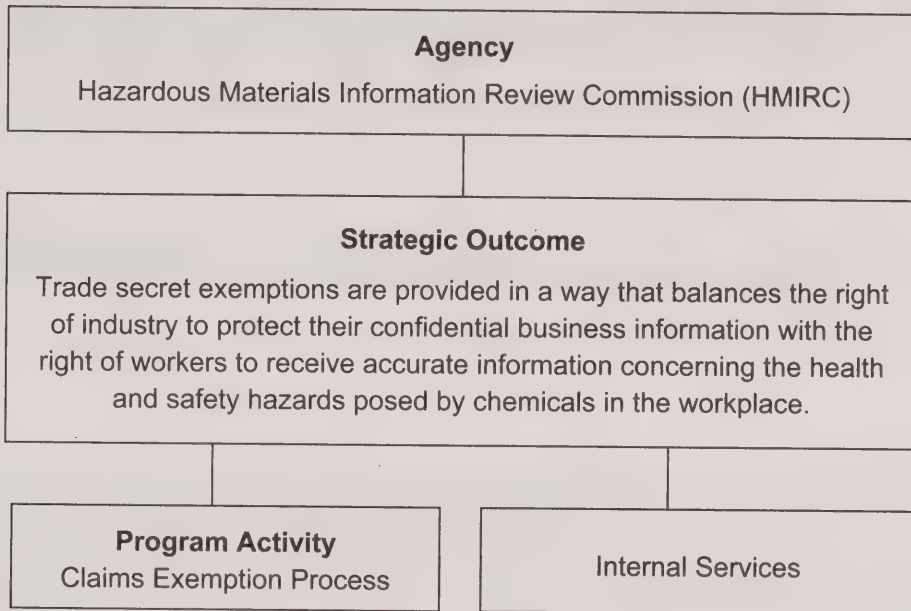 Agency
Hazardous Materials Information Review Commission (HMIRC)
Strategic Outcome
Trade secret exemptions are provided in a way that balances the right
of industry to protect their confidential business information with the
right of workers to receive accurate information concerning the health
and safety hazards posed by chemicals in the workplace.
Program Activity
Claims Exemption Process
Internal Services